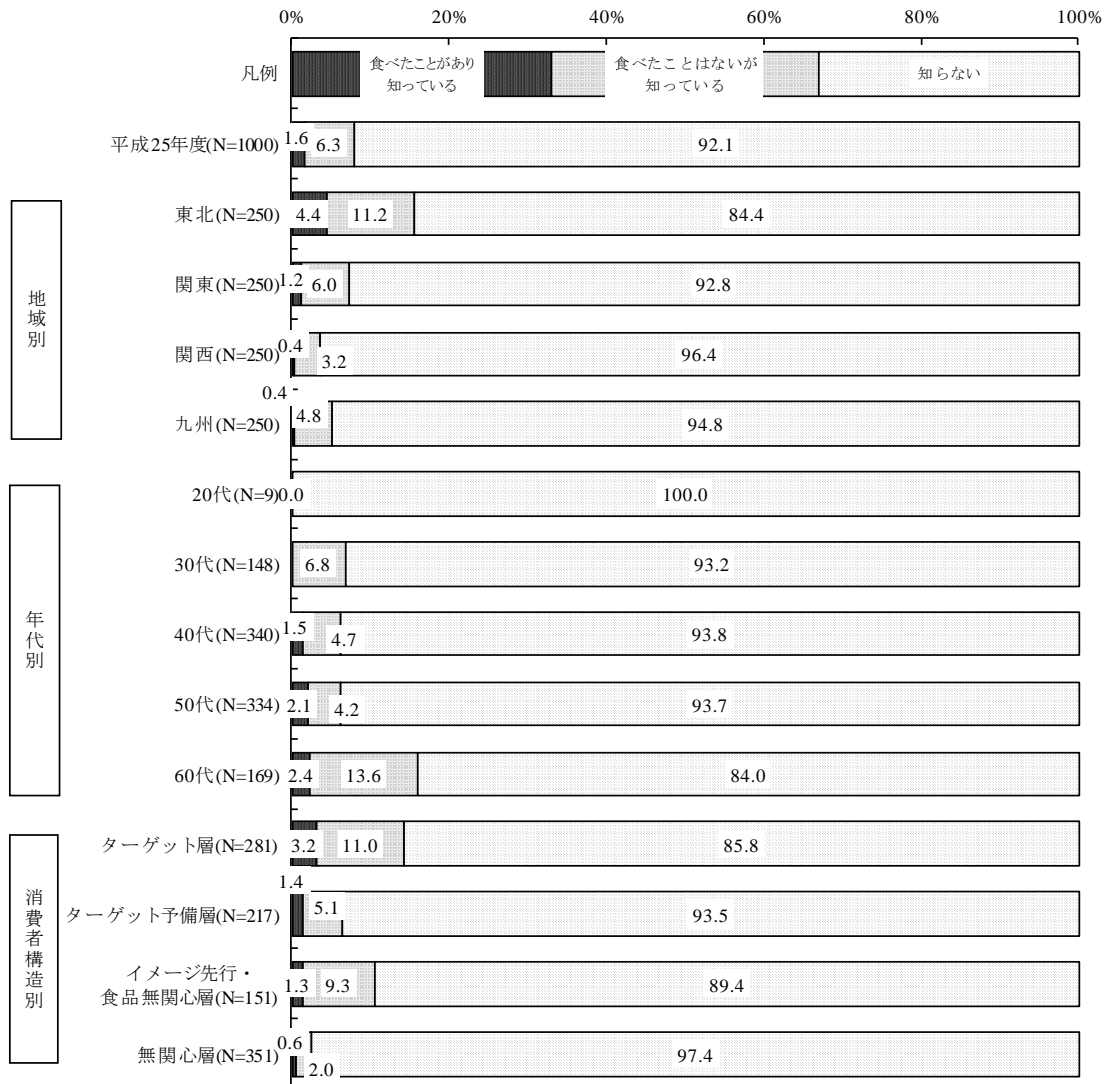 0% 20% 40% 60% 80% 100%
凡例
食べたことがあり
知っている
食べたことはないが
知っている
知らない
平成25年度(N=1000) 1.6 6.3 92.1
地域別
東北(N=250) 4.4 11.2 84.4
関東(N=250) 1.2 6.0 92.8
関西(N=250) 0.4 3.2 96.4
九州(N=250) 0.4 4.8 94.8
年代別
20代(N=9) 0.0 100.0
30代(N=148) 6.8 93.2
40代(N=340) 1.5 4.7 93.8
50代(N=334) 2.1 4.2 93.7
60代(N=169) 2.4 13.6 84.0
消費者構造別
ターゲット層(N=281) 3.2 11.0 85.8
ターゲット予備層(N=217) 1.4 5.1 93.5
イメージ先行・
食品無関心層(N=151) 1.3 9.3 89.4
無関心層(N=351) 0.6 2.0 97.4